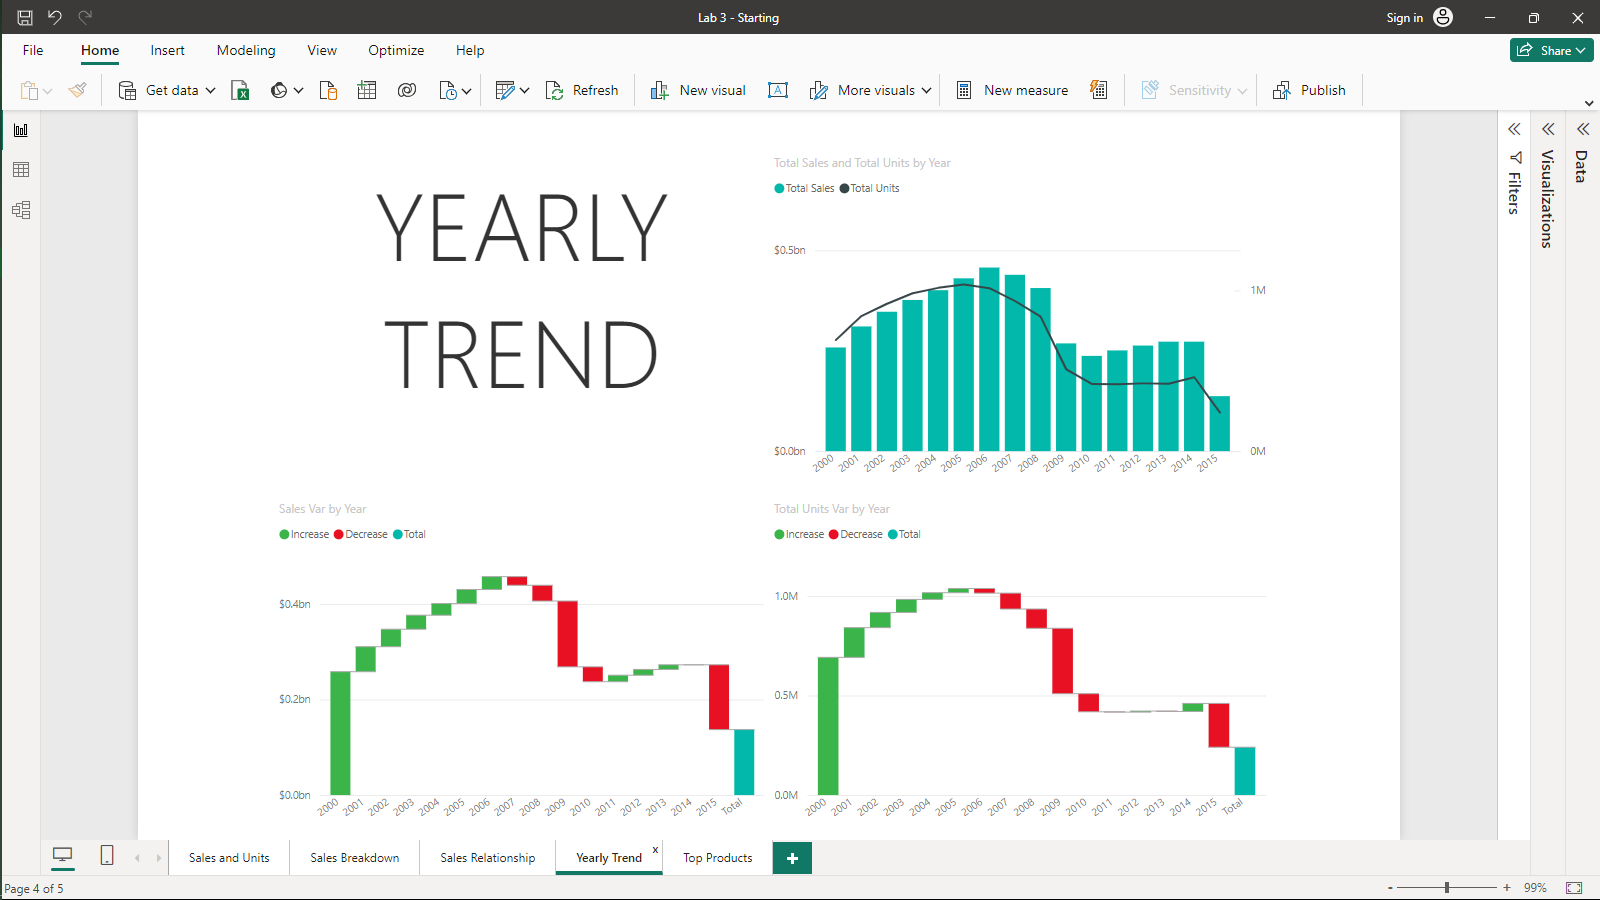 Lab 3 - Starting
Sign in
File
Home
Insert
Modeling
View
Optimize
Help
Share
Get data
Refresh
New visual
More visuals
New measure
Sensitivity
Publish
YEARLY
TREND
Total Sales and Total Units by Year
Total Sales Total Units
$0.5bn
$0.0bn
1M
0M
2000 2001 2002 2003 2004 2005 2006 2007 2008 2009 2010 2011 2012 2013 2014 2015
Sales Var by Year
Increase Decrease Total
$0.4bn
$0.2bn
$0.0bn
2000 2001 2002 2003 2004 2005 2006 2007 2008 2009 2010 2011 2012 2013 2014 2015 Total
Total Units Var by Year
Increase Decrease Total
1.0M
0.5M
0.0M
2000 2001 2002 2003 2004 2005 2006 2007 2008 2009 2010 2011 2012 2013 2014 2015 Total
Filters
Visualizations
Data
Sales and Units
Sales Breakdown
Sales Relationship
Yearly Trend x
Top Products
+
Page 4 of 5
- + 99%